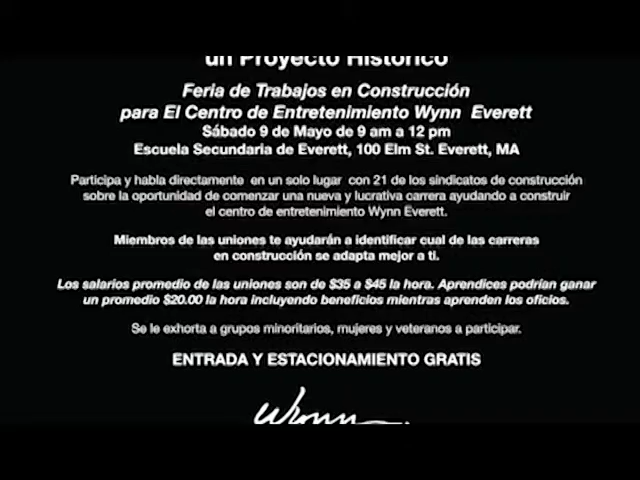 un Proyecto Histórico
Feria de Trabajos en Construcción
para El Centro de Entretenimiento Wynn Everett
Sábado 9 de Mayo de 9 am a 12 pm
Escuela Secundaria de Everett, 100 Elm St. Everett, MA
Participa y habla directamente en un solo lugar con 21 de los sindicatos de construcción
sobre la oportunidad de comenzar una nueva y lucrativa carrera ayudando a construir
el centro de entretenimiento Wynn Everett.
Miembros de las uniones te ayudarán a identificar cual de las carreras
en construcción se adapta mejor a ti.
Los salarios promedio de las uniones son de $35 a $45 la hora. Aprendices podrían ganar
un promedio $20.00 la hora incluyendo beneficios mientras aprenden los oficios.
Se le exhorta a grupos minoritarios, mujeres y veteranos a participar.
ENTRADA Y ESTACIONAMIENTO GRATIS
Wynn